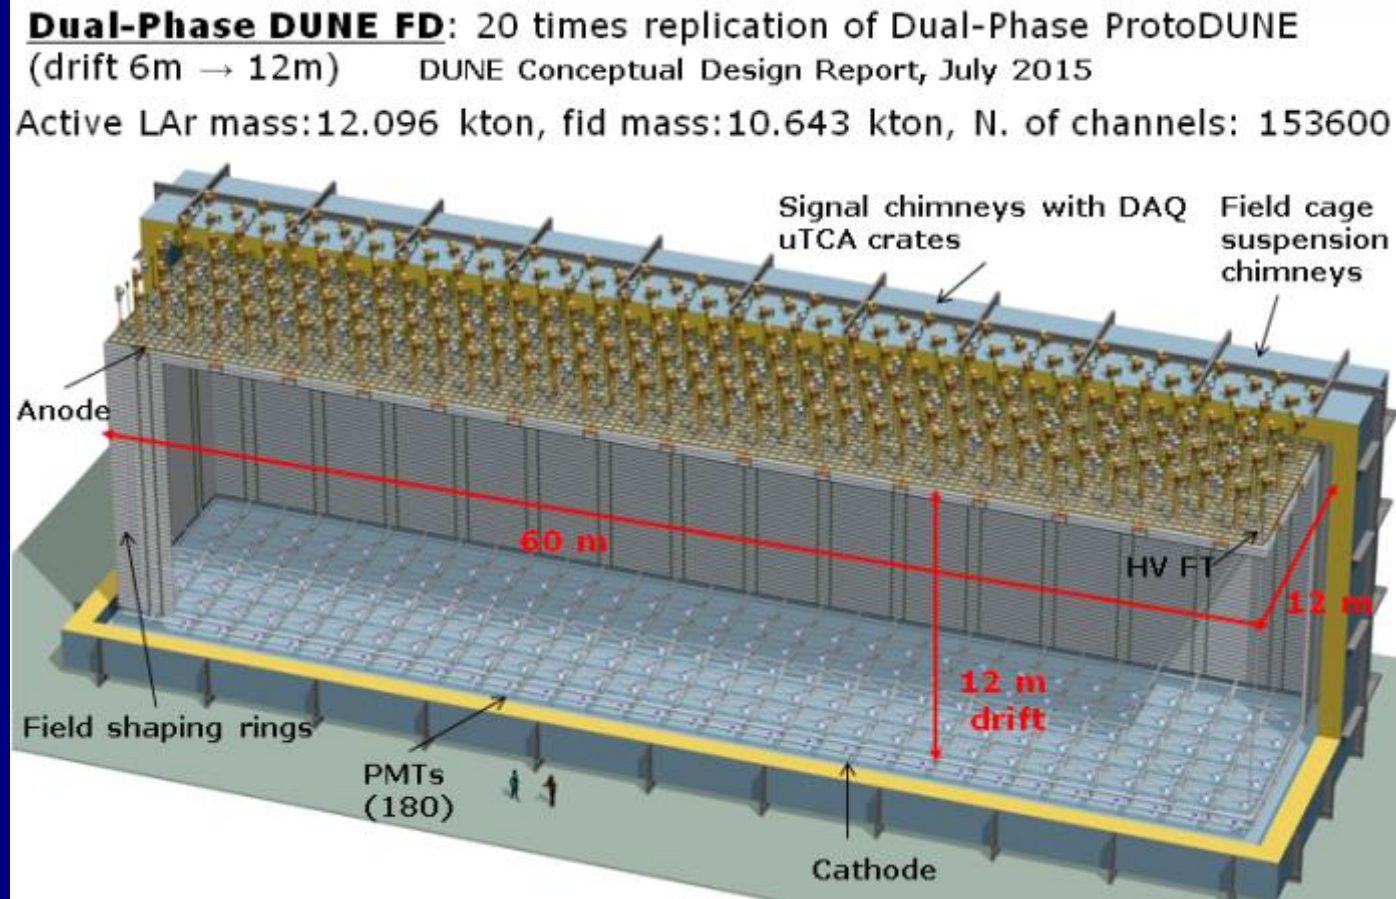 Dual-Phase DUNE FD: 20 times replication of Dual-Phase ProtoDUNE
(drift 6m → 12m) DUNE Conceptual Design Report, July 2015
Active LAr mass:12.096 kton, fid mass:10.643 kton, N. of channels: 153600
Signal chimneys with DAQ
uTCA crates
Field cage
suspension
chimneys
Anode
60 m
HV FT
12 m
12 m
drift
Field shaping rings
PMTs
(180)
Cathode